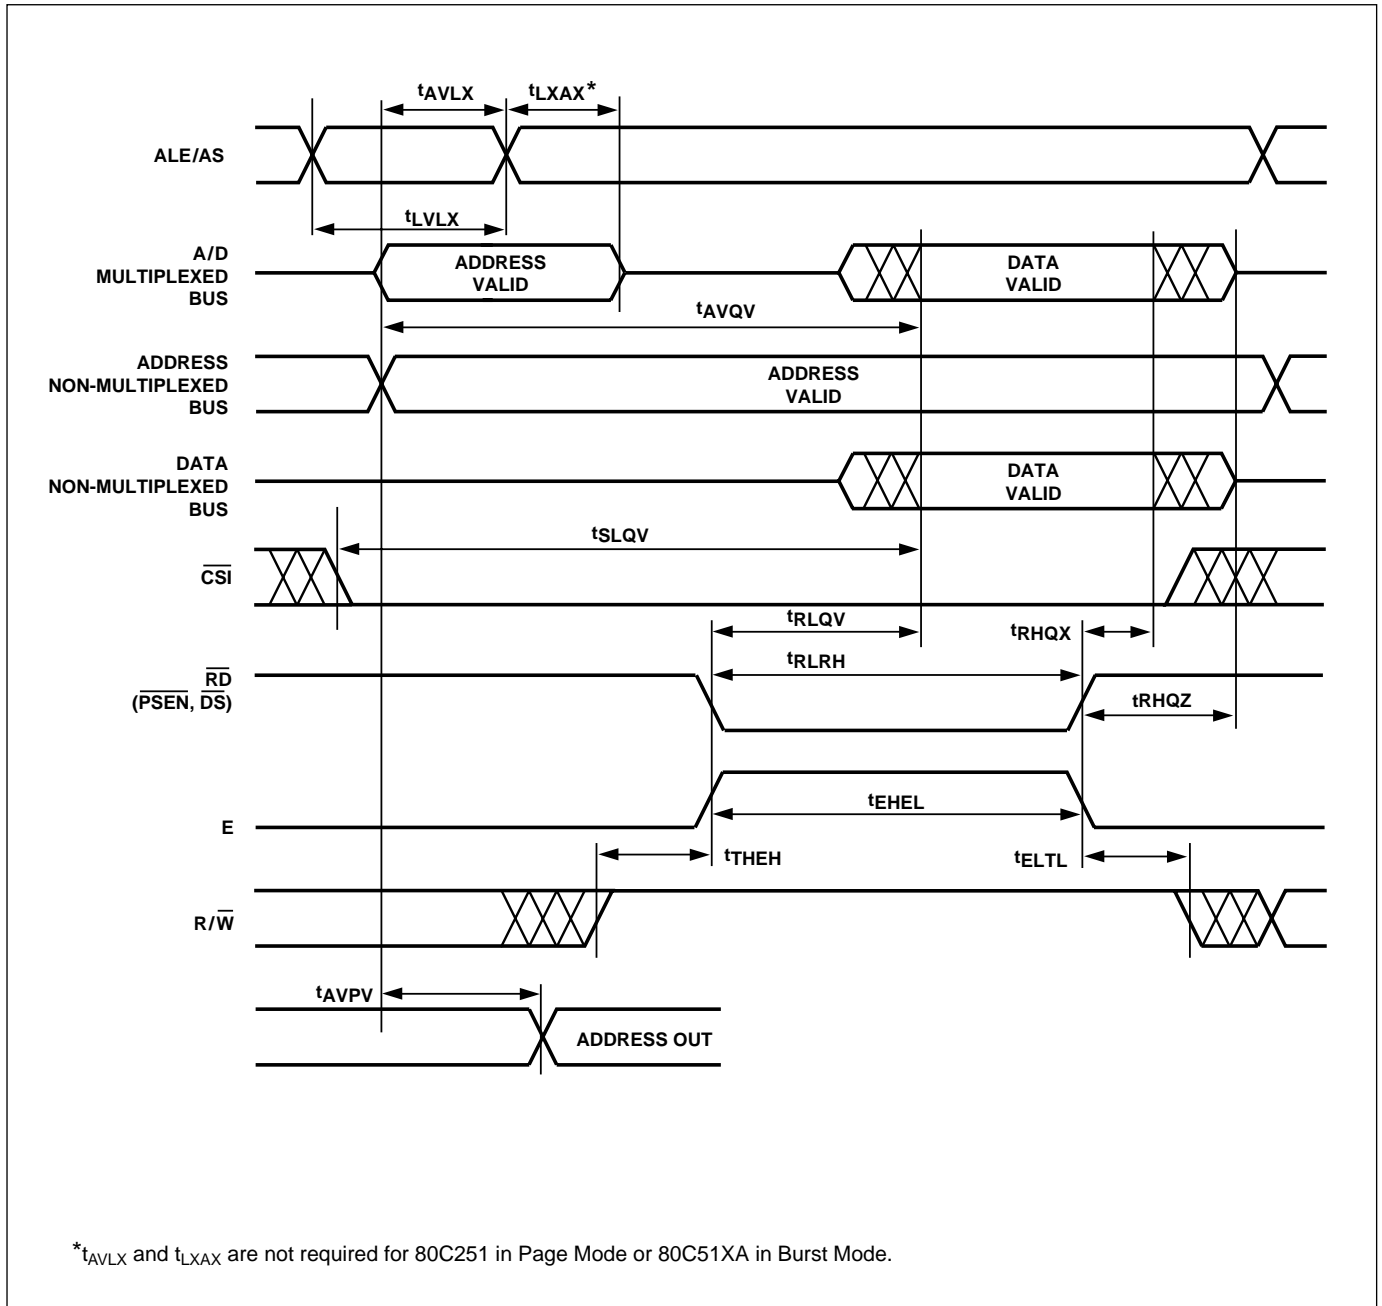 tAVLX tLXAX*
ALE/AS
tLVLX
A/D
MULTIPLEXED
BUS
ADDRESS
VALID
DATA
VALID
tAVQV
ADDRESS
NON-MULTIPLEXED
BUS
ADDRESS
VALID
DATA
NON-MULTIPLEXED
BUS
DATA
VALID
tSLQV
CSI
tRLQV tRHQX
tRLRH
RD
(PSEN, DS)
tRHQZ
tEHEL
E
tTHEH tELTL
R/W
tAVPV
ADDRESS OUT
*tAVLX and tLXAX are not required for 80C251 in Page Mode or 80C51XA in Burst Mode.